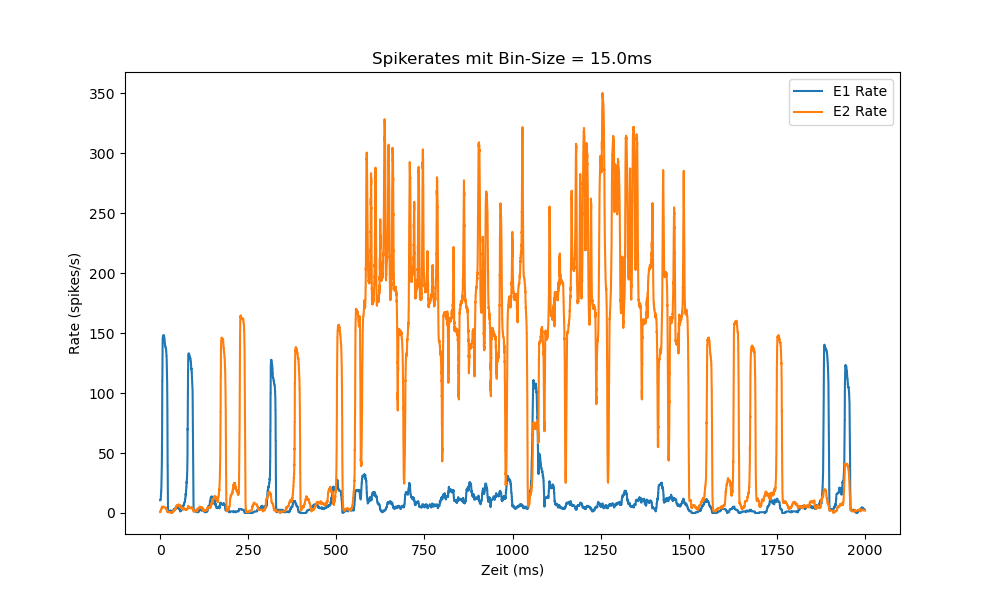 Spikerates mit Bin-Size = 15.0ms
E1 Rate
E2 Rate
Rate (spikes/s)
350
300
250
200
150
100
50
0
0 250 500 750 1000 1250 1500 1750 2000
Zeit (ms)